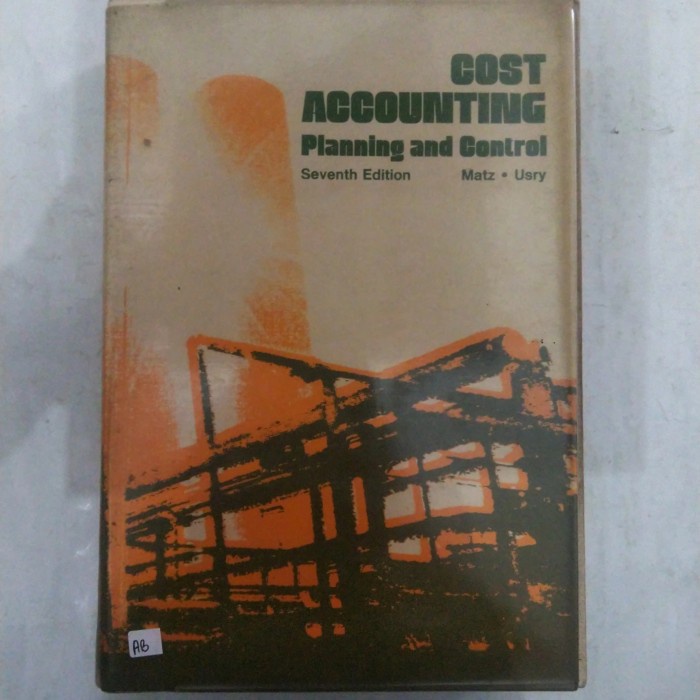 COST
ACCOUNTING
Planning and Control
Seventh Edition Matz • Usry
AB